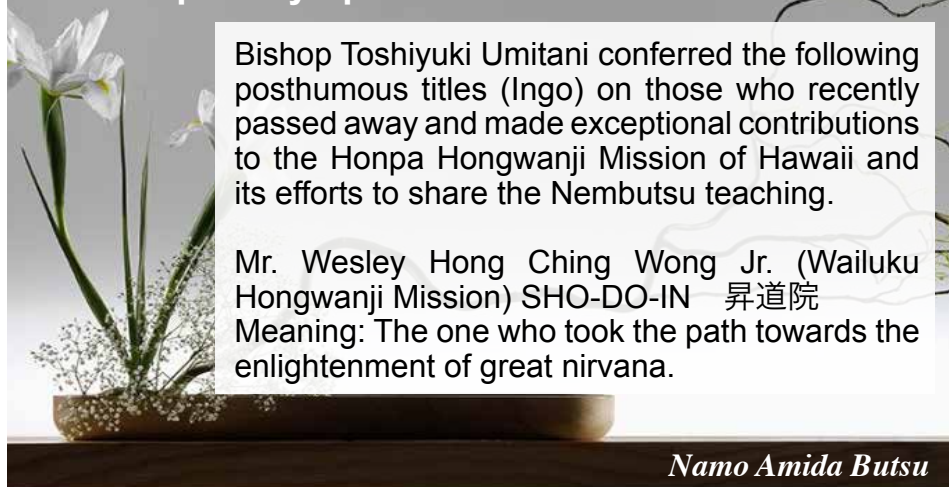 Bishop Toshiyuki Umitani conferred the following
posthumous titles (Ingo) on those who recently
passed away and made exceptional contributions
to the Honpa Hongwanji Mission of Hawaii and
its efforts to share the Nembutsu teaching.
Mr. Wesley Hong Ching Wong Jr. (Wailuku
Hongwanji Mission) SHO-DO-IN 昇道院
Meaning: The one who took the path towards the
enlightenment of great nirvana.
Namo Amida Butsu